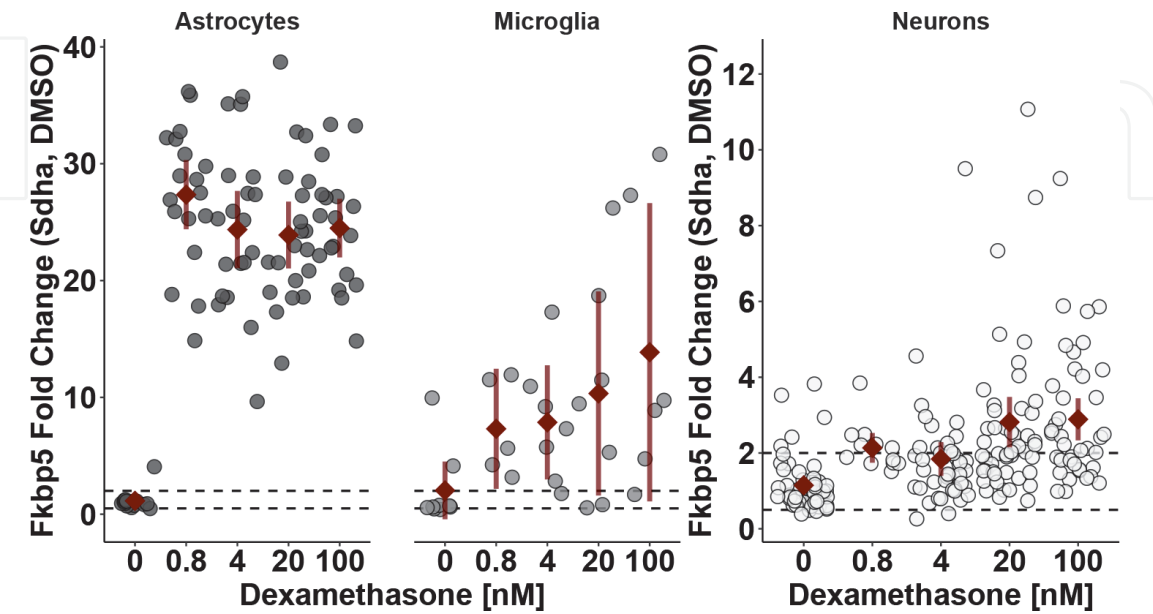 Astrocytes
Microglia
Neurons
Fkbp5 Fold Change (Sdha, DMSO)
40
30
20
10
0
0 0.8 4 20 100
0 0.8 4 20 100
Dexamethasone [nM]
Fkbp5 Fold Change (Sdha, DMSO)
12
10
8
6
4
2
0
0 0.8 4 20 100
Dexamethasone [nM]